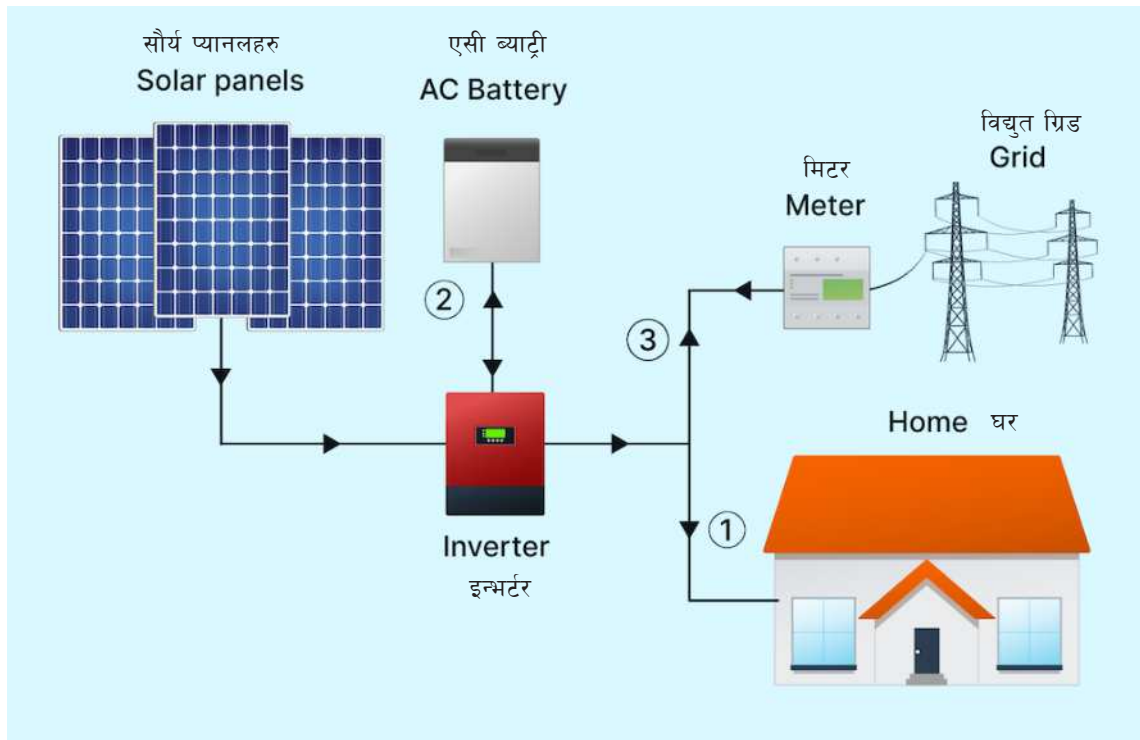 सौर्य प्यानलहरु
Solar panels
एसी ब्याट्री
AC Battery
विद्युत ग्रिड
Grid
मिटर
Meter
2
3
Home घर
1
Inverter
इन्भर्टर